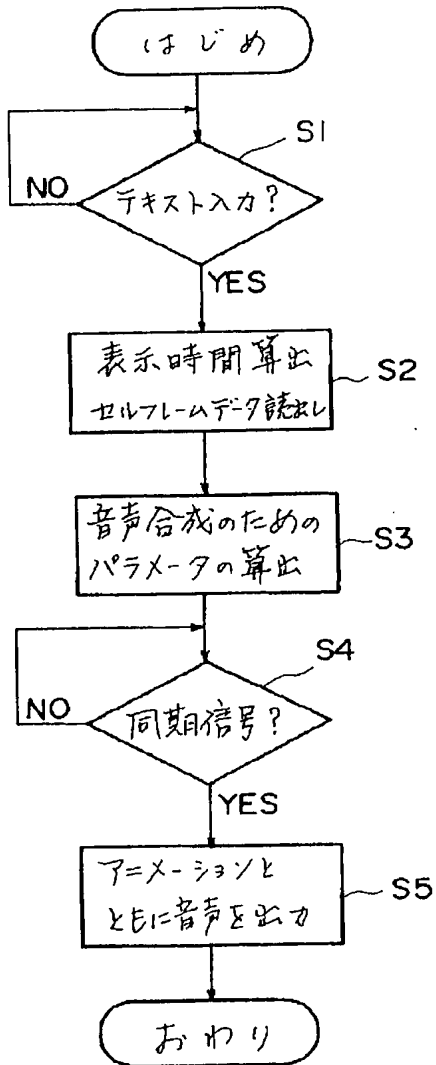 はじめ
S1
NO
テキスト入力?
YES
表示時間算出
セルフレームデータ読出し
S2
音声合成のための
パラメータの算出
S3
S4
NO
同期信号?
YES
アニメーションと
ともに音声を出力
S5
おわり